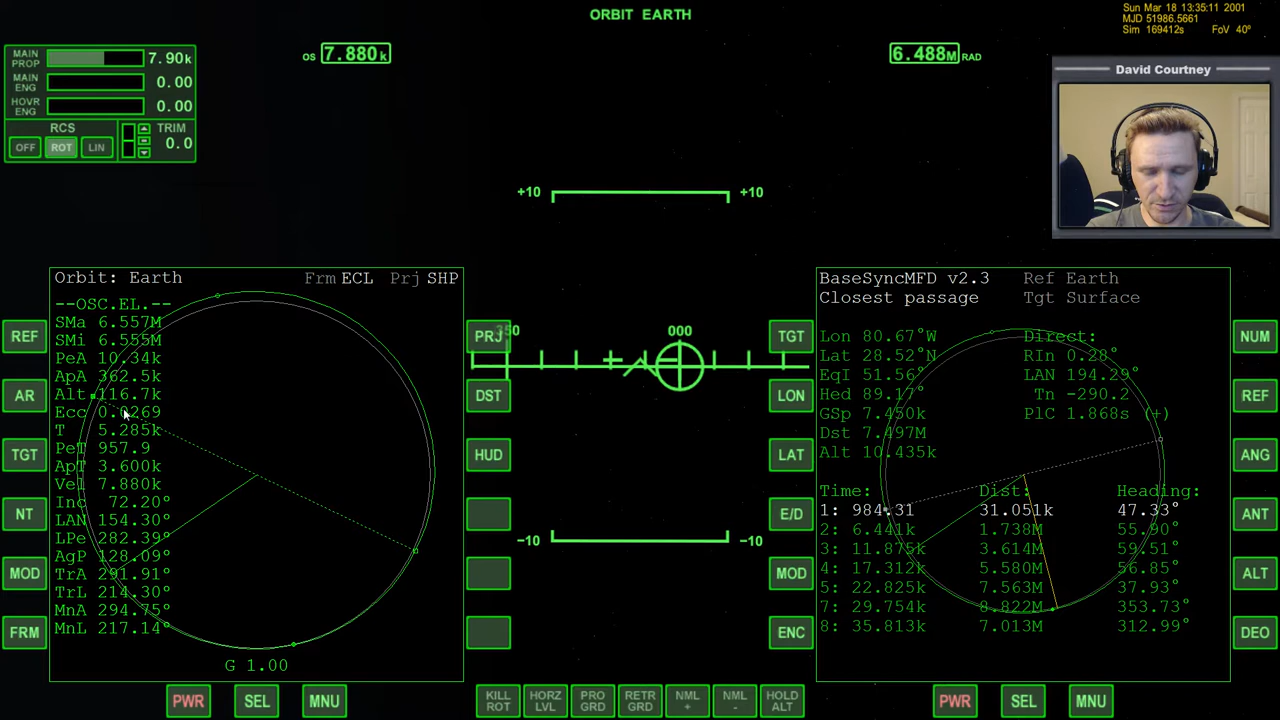 ORBIT EARTH
Sun Mar 18 13:35:11 2001
MJD 51986.5661
Sim 169412s FoV 40°
MAIN PROP 7.90k
MAIN ENG 0.00
HOVR ENG 0.00
RCS TRIM
OFF ROT LIN 0.0
OS 7.880k
6.488M RAD
David Courtney
+10 +10
350 000
-10 -10
Orbit: Earth Frm ECL Prj SHP
--OSC.EL.--
SMa 6.557M
SMi 6.555M
PeA 10.34k
ApA 362.5k
Alt 116.7k
Ecc 0.0269
T 5.285k
PeT 957.9
ApT 3.600k
Vel 7.880k
Inc 72.20°
LAN 154.30°
LPe 282.39°
AgP 128.09°
TrA 291.91°
TrL 214.30°
MnA 294.75°
MnL 217.14°
G 1.00
REF
AR
TGT
NT
MOD
FRM
PRJ
DST
HUD
PWR SEL MNU
KILL ROT
HORZ LVL
PRO GRD
RETR GRD
NML +
NML -
HOLD ALT
TGT
LON
LAT
E/D
MOD
ENC
BaseSyncMFD v2.3 Ref Earth
Closest passage Tgt Surface
Lon 80.67°W Direct:
Lat 28.52°N RIn 0.28°
EqI 51.56° LAN 194.29°
Hed 89.17° Tn -290.2
GSp 7.450k PlC 1.868s (+)
Dst 7.497M
Alt 10.435k
Time: Dist: Heading:
1: 984.31 31.051k 47.33°
2: 6.441k 1.738M 55.90°
3: 11.875k 3.614M 59.51°
4: 17.312k 5.580M 56.85°
5: 22.825k 7.563M 37.93°
7: 29.754k 8.822M 353.73°
8: 35.813k 7.013M 312.99°
NUM
REF
ANG
ANT
ALT
DEO
PWR SEL MNU